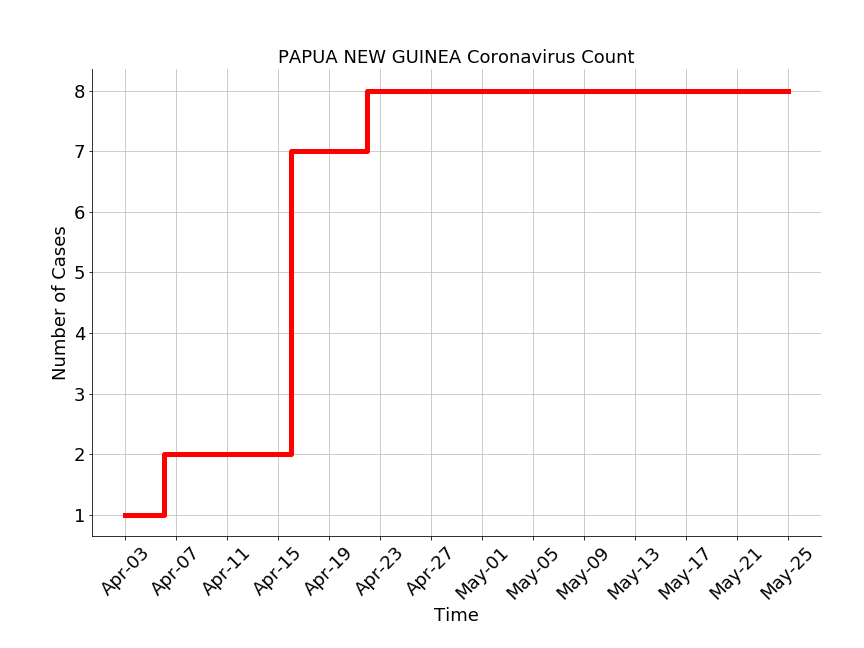 PAPUA NEW GUINEA Coronavirus Count
Number of Cases
8
7
6
5
4
3
2
1
Apr-03 Apr-07 Apr-11 Apr-15 Apr-19 Apr-23 Apr-27 May-01 May-05 May-09 May-13 May-17 May-21 May-25
Time